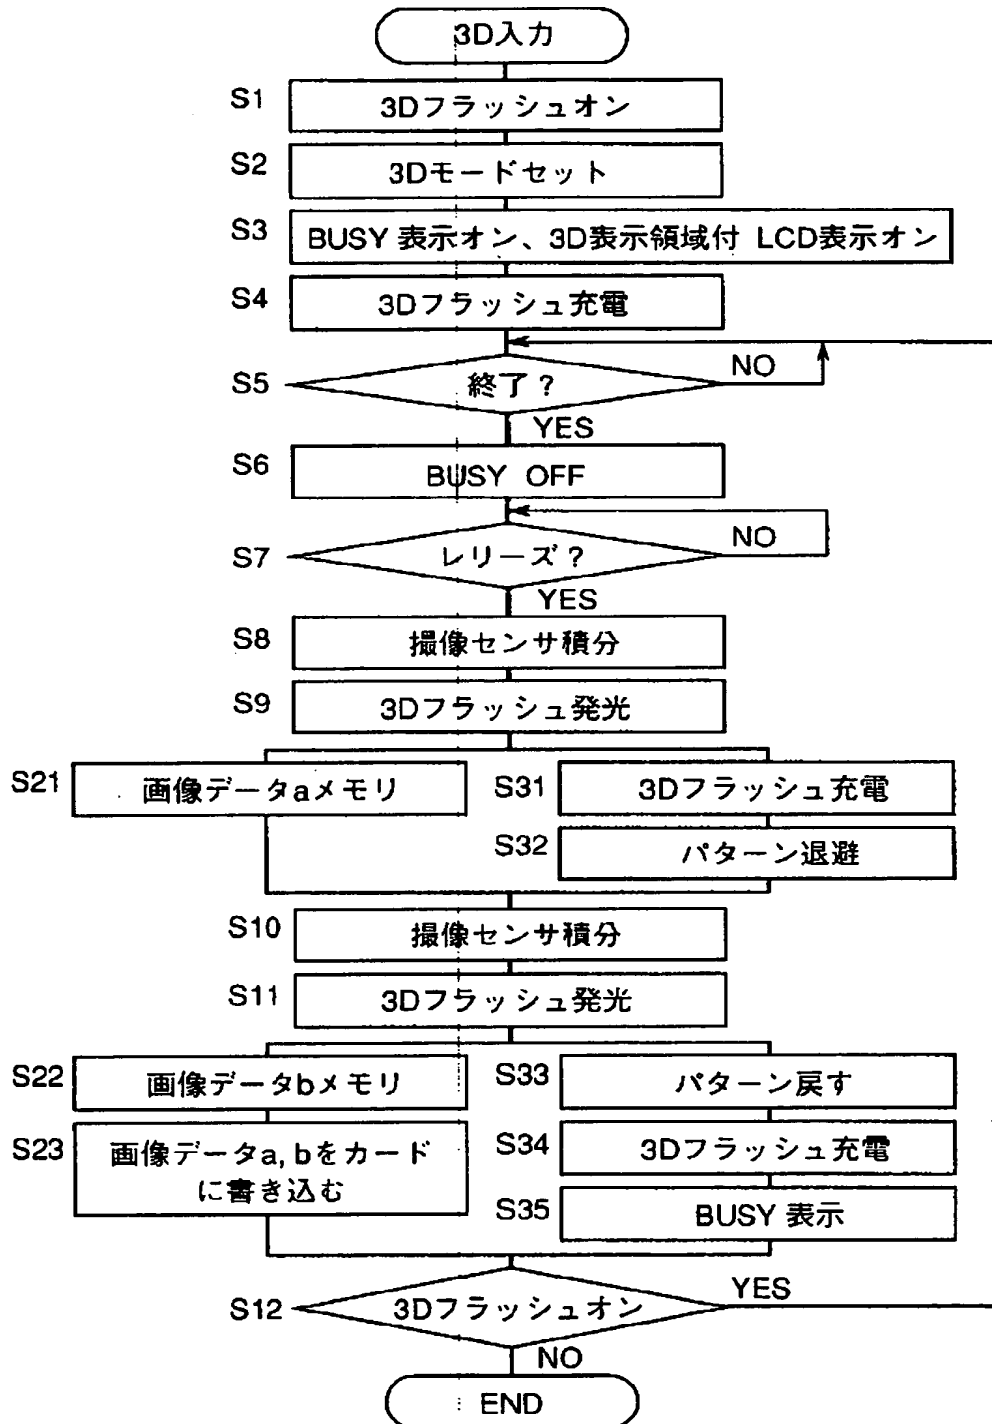 3D入力
S1 3Dフラッシュオン
S2 3Dモードセット
S3 BUSY 表示オン、3D表示領域付 LCD表示オン
S4 3Dフラッシュ充電
S5 終了? NO
YES
S6 BUSY OFF
S7 レリーズ? NO
YES
S8 撮像センサ積分
S9 3Dフラッシュ発光
S21 画像データaメモリ S31 3Dフラッシュ充電
S32 パターン退避
S10 撮像センサ積分
S11 3Dフラッシュ発光
S22 画像データbメモリ S33 パターン戻す
S23 画像データa, bをカード
に書き込む
S34 3Dフラッシュ充電
S35 BUSY 表示
S12 3Dフラッシュオン YES
NO
END